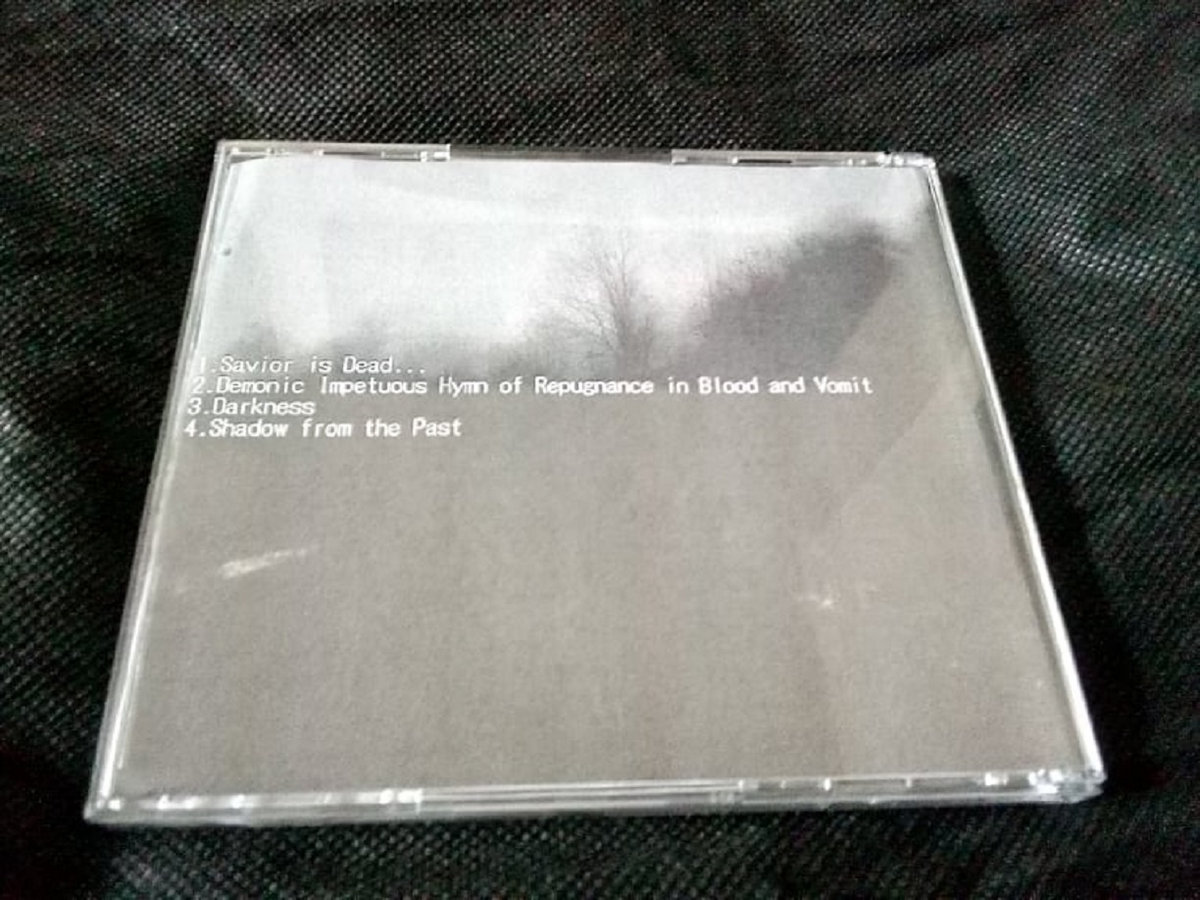 1.Savior is Dead...
2.Demonic Impetuous Hymn of Repugnance in Blood and Vomit
3.Darkness
4.Shadow from the Past